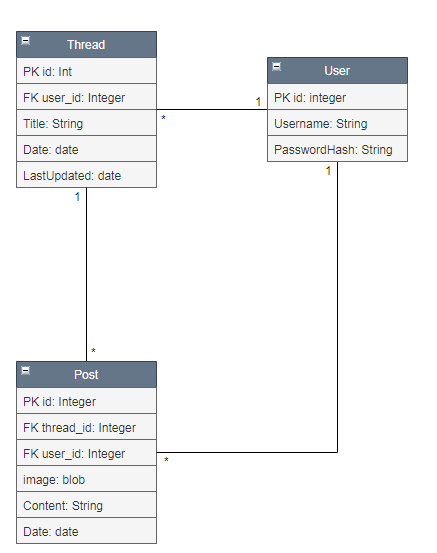 Thread
PK id: Int
FK user_id: Integer
Title: String
Date: date
LastUpdated: date
User
PK id: integer
Username: String
PasswordHash: String
1
*
1
1
*
*
Post
PK id: Integer
FK thread_id: Integer
FK user_id: Integer
image: blob
Content: String
Date: date